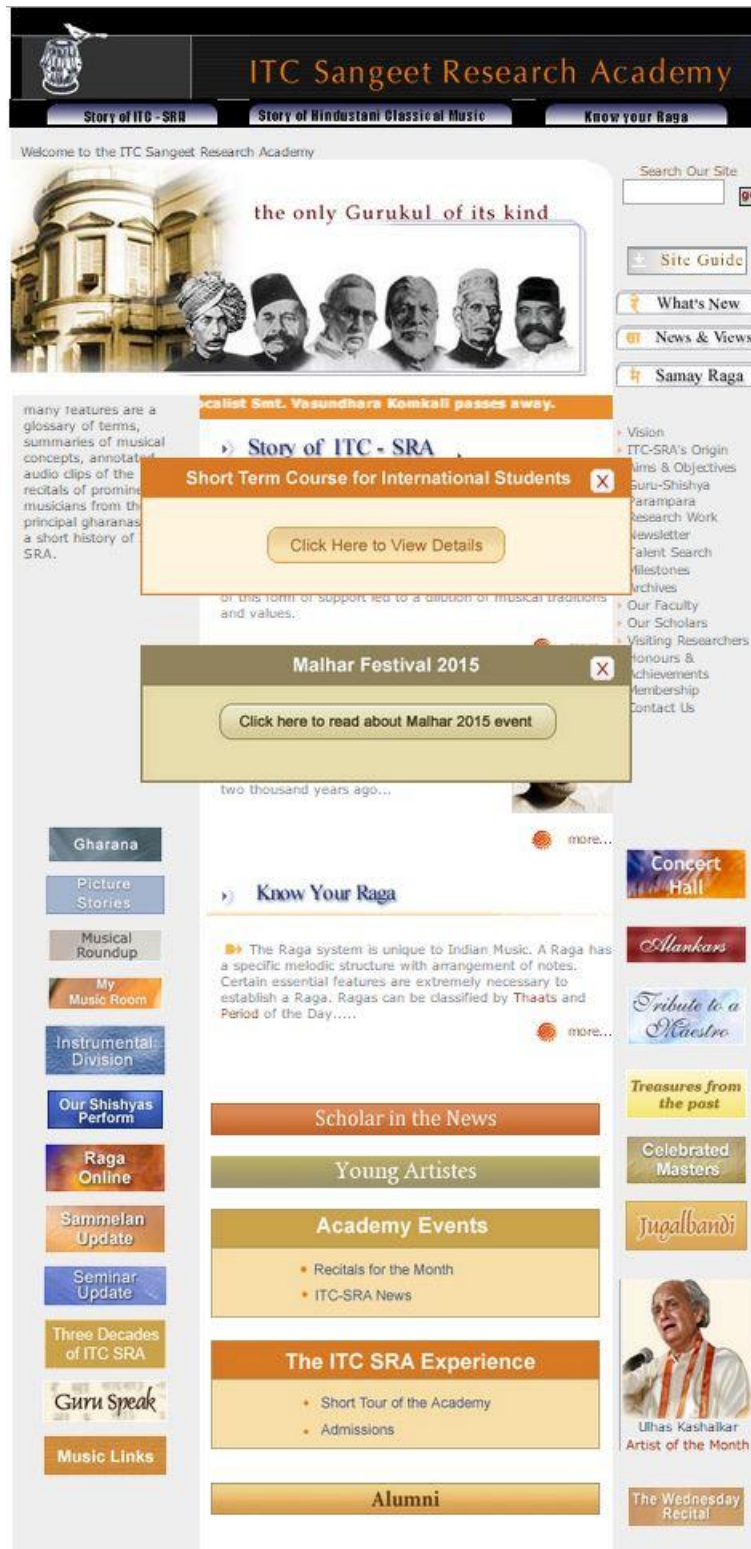 ITC Sangeet Research Academy
Story of ITC - SRA
Story of Hindustani Classical Music
Know your Raga
Welcome to the ITC Sangeet Research Academy
the only Gurukul of its kind
Search Our Site
Site Guide
रे What's New
सा News & Views
म Samay Raga
many features are a
glossary of terms,
summaries of musical
concepts, annotated
audio clips of the
recitals of
musicians from
principal gharanas
a short history of
SRA.
Smt. Vasundhara Komkali passes away.
Story of ITC - SRA
Short Term Course for International Students X
Click Here to View Details
of this form of support led to a dilution of musical traditions
and values.
Malhar Festival 2015 X
Click here to read about Malhar 2015 event
two thousand years ago...
more...
Know Your Raga
The Raga system is unique to Indian Music. A Raga has
a specific melodic structure with arrangement of notes.
Certain essential features are extremely necessary to
establish a Raga. Ragas can be classified by Thaats and
Period of the Day.....
more...
Scholar in the News
Young Artistes
Academy Events
Recitals for the Month
ITC-SRA News
The ITC SRA Experience
Short Tour of the Academy
Admissions
Alumni
Gharana
Picture
Stories
Musical
Roundup
My
Music Room
Instrumental
Division
Our Shishyas
Perform
Raga
Online
Sammelan
Update
Seminar
Update
Three Decades
of ITC SRA
Guru Speak
Music Links
Vision
ITC-SRA's Origin
Aims & Objectives
Guru-Shishya
Parampara
Research Work
Newsletter
Talent Search
Milestones
Archives
Our Faculty
Our Scholars
Visiting Researchers
Honours &
Achievements
Membership
Contact Us
Concert
Hall
Alankars
Tribute to a
Maestro
Treasures from
the past
Celebrated
Masters
Jugalbandi
Ulhas Kashalkar
Artist of the Month
The Wednesday
Recital